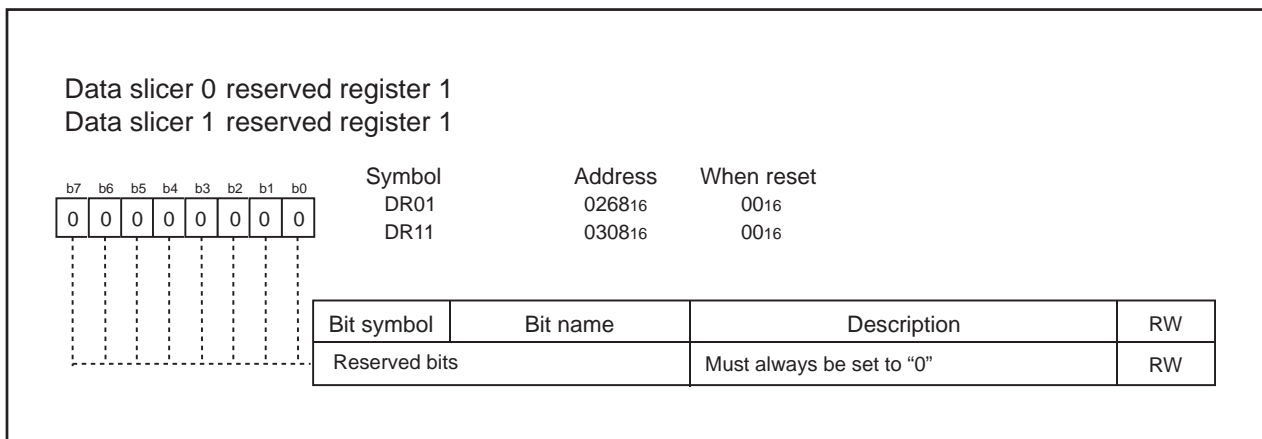 Data slicer 0 reserved register 1
Data slicer 1 reserved register 1
Symbol Address When reset
b7 b6 b5 b4 b3 b2 b1 b0
0 0 0 0 0 0 0 0
DR01 026816 0016
DR11 030816 0016
Bit symbol Bit name Description RW
Reserved bits Must always be set to “0” RW